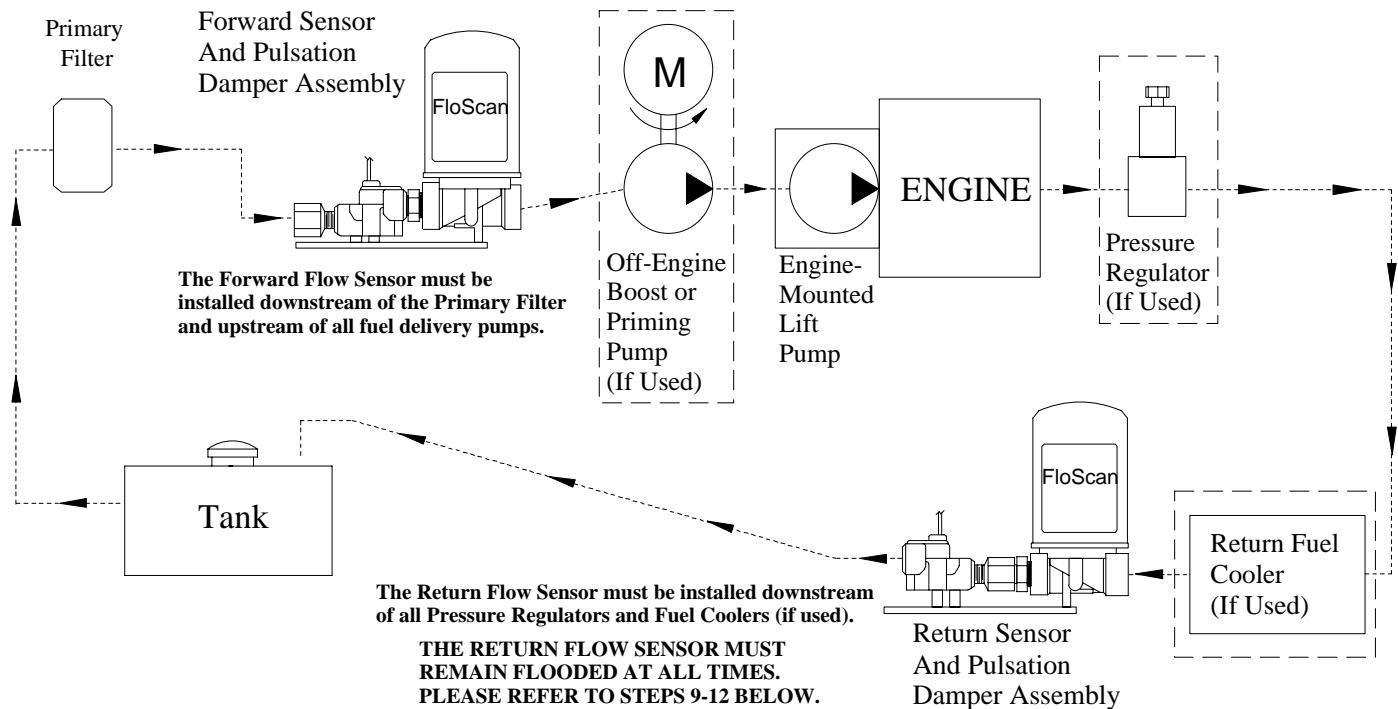 Primary
Filter
Forward Sensor
And Pulsation
Damper Assembly
FloScan
M
ENGINE
The Forward Flow Sensor must be
installed downstream of the Primary Filter
and upstream of all fuel delivery pumps.
Off-Engine
Boost or
Priming
Pump
(If Used)
Engine-
Mounted
Lift
Pump
Pressure
Regulator
(If Used)
Tank
FloScan
Return Fuel
Cooler
(If Used)
The Return Flow Sensor must be installed downstream
of all Pressure Regulators and Fuel Coolers (if used).
THE RETURN FLOW SENSOR MUST
REMAIN FLOODED AT ALL TIMES.
PLEASE REFER TO STEPS 9-12 BELOW.
Return Sensor
And Pulsation
Damper Assembly